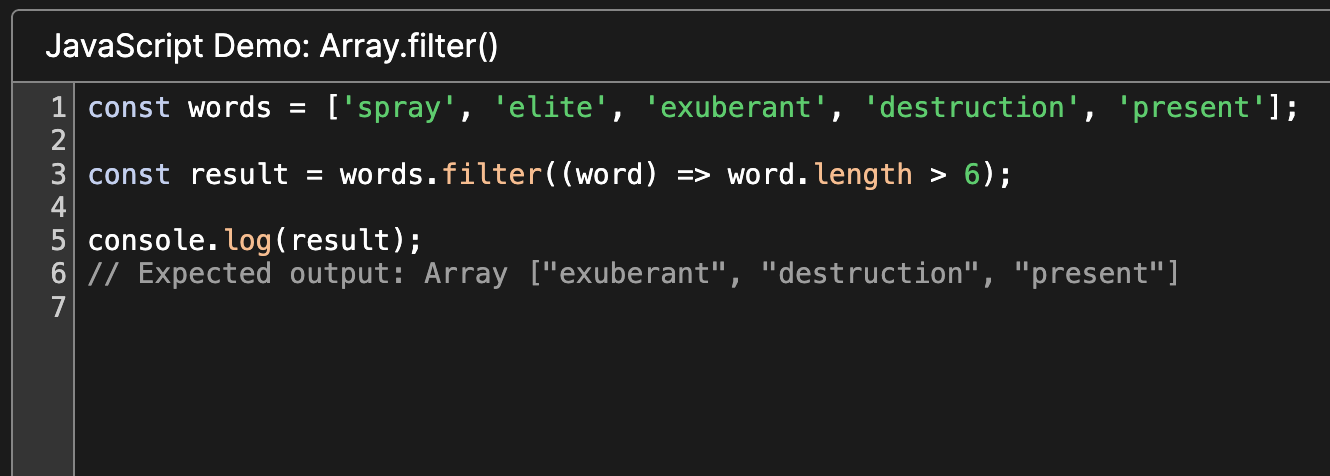 JavaScript Demo: Array.filter()
1 const words = ['spray', 'elite', 'exuberant', 'destruction', 'present'];
2
3 const result = words.filter((word) => word.length > 6);
4
5 console.log(result);
6 // Expected output: Array ["exuberant", "destruction", "present"]
7